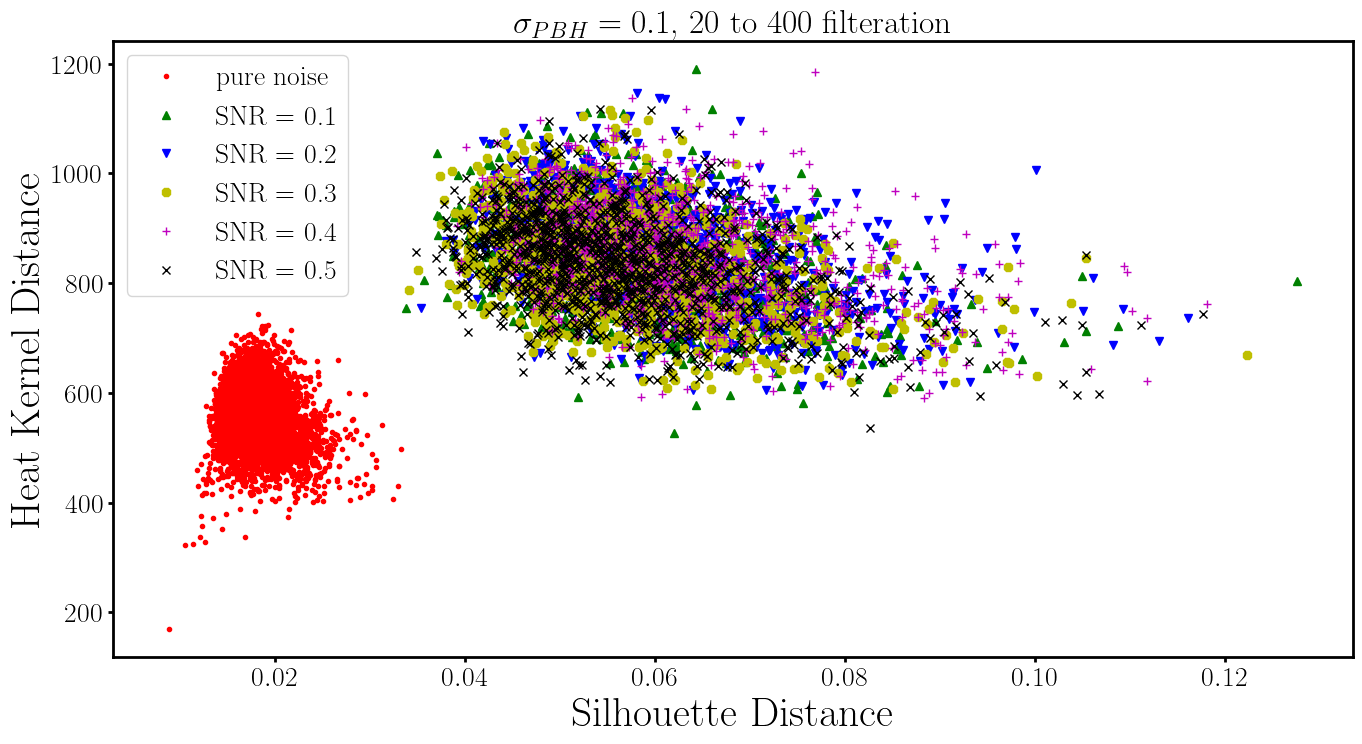 σ_{PBH} = 0.1, 20 to 400 filteration
1200
1000
800
600
400
200
Heat Kernel Distance
pure noise
SNR = 0.1
SNR = 0.2
SNR = 0.3
SNR = 0.4
SNR = 0.5
0.02 0.04 0.06 0.08 0.10 0.12
Silhouette Distance